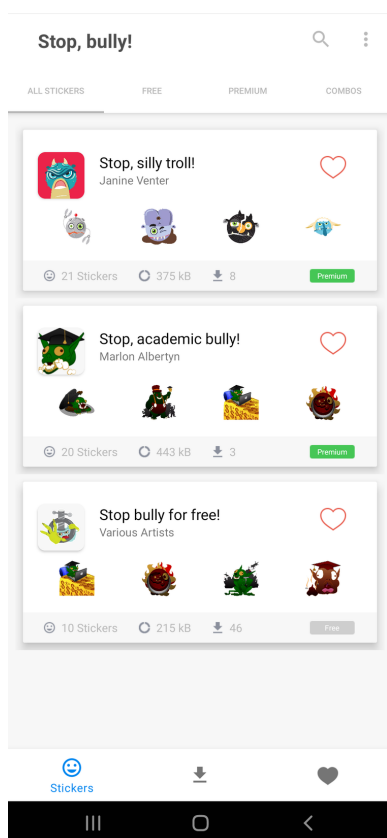 Stop, bully!
ALL STICKERS FREE PREMIUM COMBOS
Stop, silly troll!
Janine Venter
21 Stickers 375 kB 8 Premium
Stop, academic bully!
Marlon Albertyn
20 Stickers 443 kB 3 Premium
Stop bully for free!
Various Artists
10 Stickers 215 kB 46 Free
Stickers